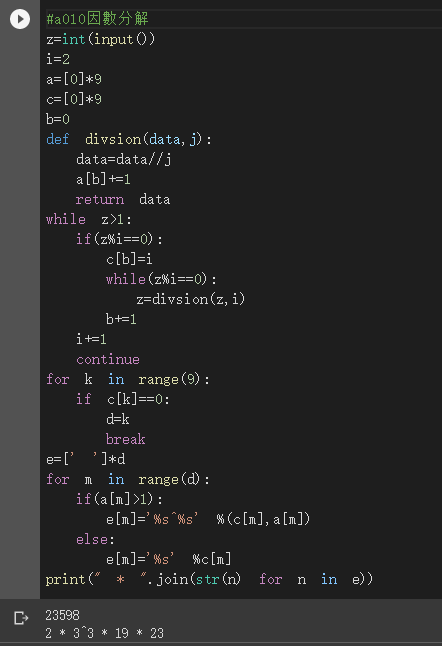 #a010因數分解
z=int(input())
i=2
a=[0]*9
c=[0]*9
b=0
def divsion(data,j):
    data=data//j
    a[b]+=1
    return data
while z>1:
    if(z%i==0):
        c[b]=i
        while(z%i==0):
            z=divsion(z,i)
        b+=1
    i+=1
    continue
for k in range(9):
    if c[k]==0:
        d=k
        break
e=[' ']*d
for m in range(d):
    if(a[m]>1):
        e[m]='%s^%s' %(c[m],a[m])
    else:
        e[m]='%s' %c[m]
print(" * ".join(str(n) for n in e))
23598
2 * 3^3 * 19 * 23